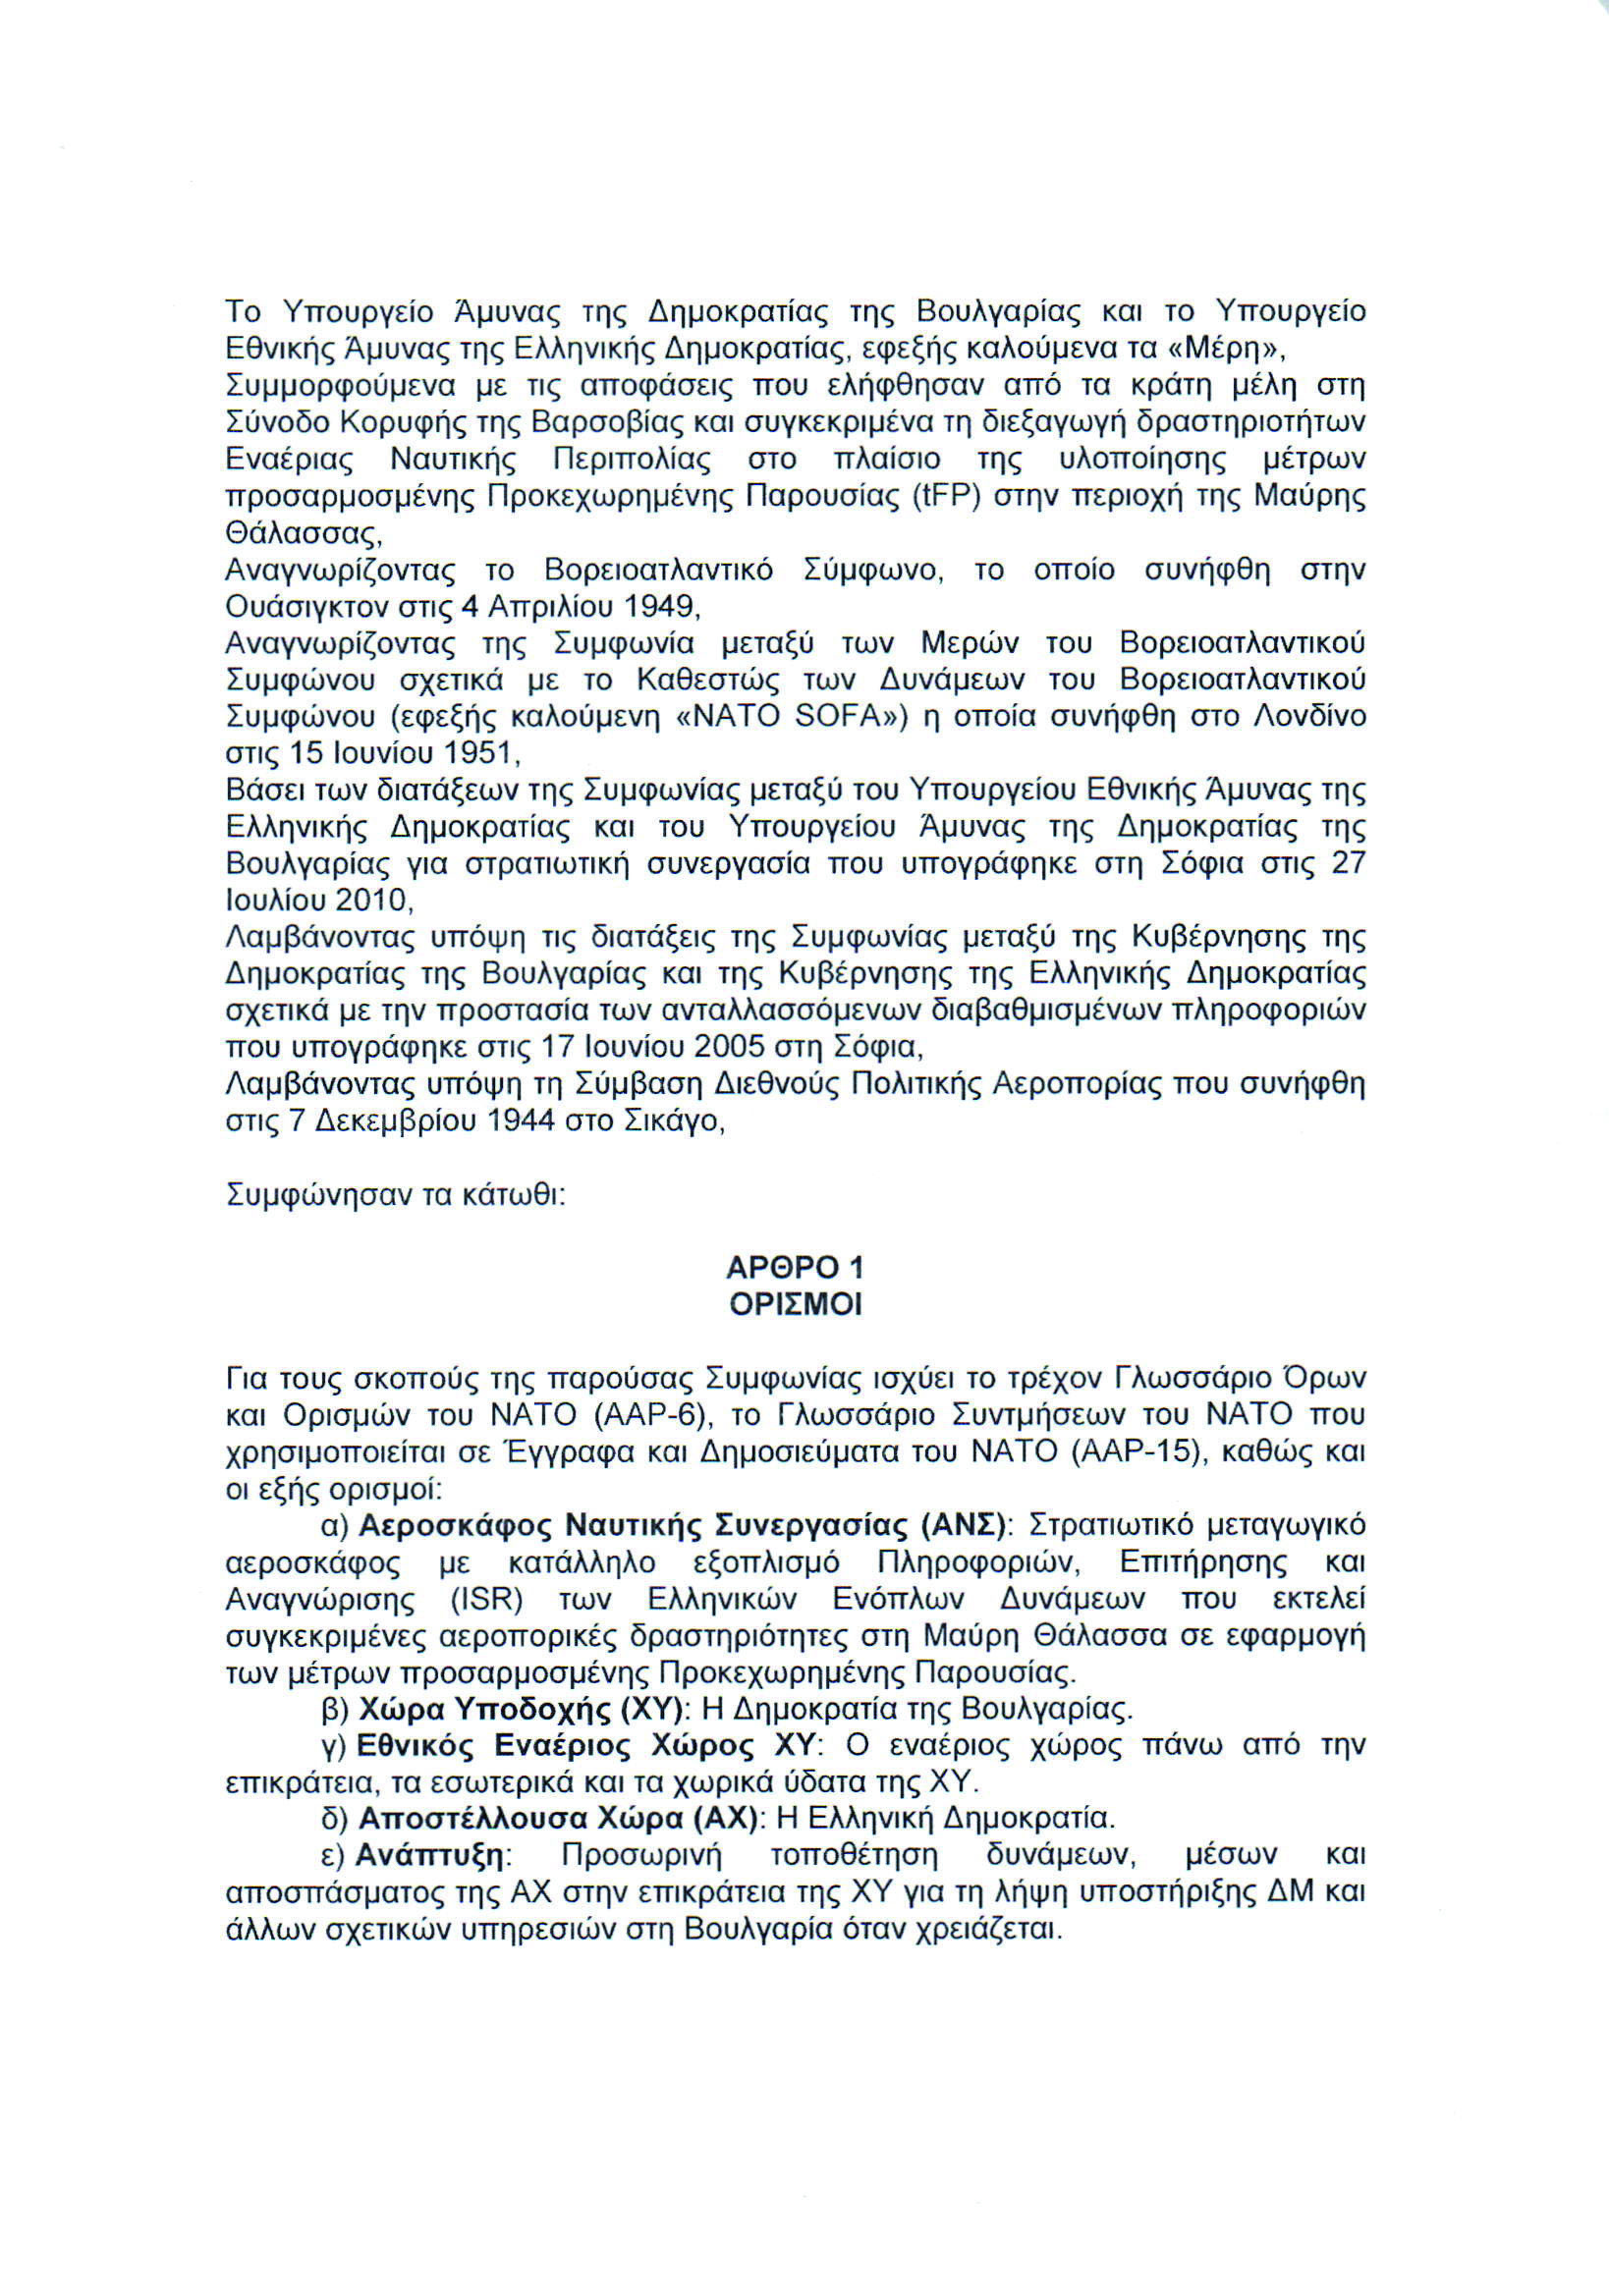 Το Υπουργείο Άμυνας της Δημοκρατίας της Βουλγαρίας και το Υπουργείο
Εθνικής Άμυνας της Ελληνικής Δημοκρατίας, εφεξής καλούμενα τα «Μέρη»,
Συμμορφούμενα με τις αποφάσεις που ελήφθησαν από τα κράτη μέλη στη
Σύνοδο Κορυφής της Βαρσοβίας και συγκεκριμένα τη διεξαγωγή δραστηριοτήτων
Εναέριας Ναυτικής Περιπολίας στο πλαίσιο της υλοποίησης μέτρων
προσαρμοσμένης Προκεχωρημένης Παρουσίας (tFP) στην περιοχή της Μαύρης
Θάλασσας,
Αναγνωρίζοντας το Βορειοατλαντικό Σύμφωνο, το οποίο συνήφθη στην
Ουάσιγκτον στις 4 Απριλίου 1949,
Αναγνωρίζοντας της Συμφωνία μεταξύ των Μερών του Βορειοατλαντικού
Συμφώνου σχετικά με το Καθεστώς των Δυνάμεων του Βορειοατλαντικού
Συμφώνου (εφεξής καλούμενη «NATO SOFA») η οποία συνήφθη στο Λονδίνο
στις 15 Ιουνίου 1951,
Βάσει των διατάξεων της Συμφωνίας μεταξύ του Υπουργείου Εθνικής Άμυνας της
Ελληνικής Δημοκρατίας και του Υπουργείου Άμυνας της Δημοκρατίας της
Βουλγαρίας για στρατιωτική συνεργασία που υπογράφηκε στη Σόφια στις 27
Ιουλίου 2010,
Λαμβάνοντας υπόψη τις διατάξεις της Συμφωνίας μεταξύ της Κυβέρνησης της
Δημοκρατίας της Βουλγαρίας και της Κυβέρνησης της Ελληνικής Δημοκρατίας
σχετικά με την προστασία των ανταλλασσόμενων διαβαθμισμένων πληροφοριών
που υπογράφηκε στις 17 Ιουνίου 2005 στη Σόφια,
Λαμβάνοντας υπόψη τη Σύμβαση Διεθνούς Πολιτικής Αεροπορίας που συνήφθη
στις 7 Δεκεμβρίου 1944 στο Σικάγο,
Συμφώνησαν τα κάτωθι:
ΑΡΘΡΟ 1
ΟΡΙΣΜΟΙ
Για τους σκοπούς της παρούσας Συμφωνίας ισχύει το τρέχον Γλωσσάριο Όρων
και Ορισμών του ΝΑΤΟ (AAP-6), το Γλωσσάριο Συντμήσεων του ΝΑΤΟ που
χρησιμοποιείται σε Έγγραφα και Δημοσιεύματα του ΝΑΤΟ (AAP-15), καθώς και
οι εξής ορισμοί:
α) Αεροσκάφος Ναυτικής Συνεργασίας (ΑΝΣ): Στρατιωτικό μεταγωγικό
αεροσκάφος με κατάλληλο εξοπλισμό Πληροφοριών, Επιτήρησης και
Αναγνώρισης (ISR) των Ελληνικών Ενόπλων Δυνάμεων που εκτελεί
συγκεκριμένες αεροπορικές δραστηριότητες στη Μαύρη Θάλασσα σε εφαρμογή
των μέτρων προσαρμοσμένης Προκεχωρημένης Παρουσίας.
β) Χώρα Υποδοχής (ΧΥ): Η Δημοκρατία της Βουλγαρίας.
γ) Εθνικός Εναέριος Χώρος ΧΥ: Ο εναέριος χώρος πάνω από την
επικράτεια, τα εσωτερικά και τα χωρικά ύδατα της ΧΥ.
δ) Αποστέλλουσα Χώρα (ΑΧ): Η Ελληνική Δημοκρατία.
ε) Ανάπτυξη: Προσωρινή τοποθέτηση δυνάμεων, μέσων και
αποσπάσματος της ΑΧ στην επικράτεια της ΧΥ για τη λήψη υποστήριξης ΔΜ και
άλλων σχετικών υπηρεσιών στη Βουλγαρία όταν χρειάζεται.